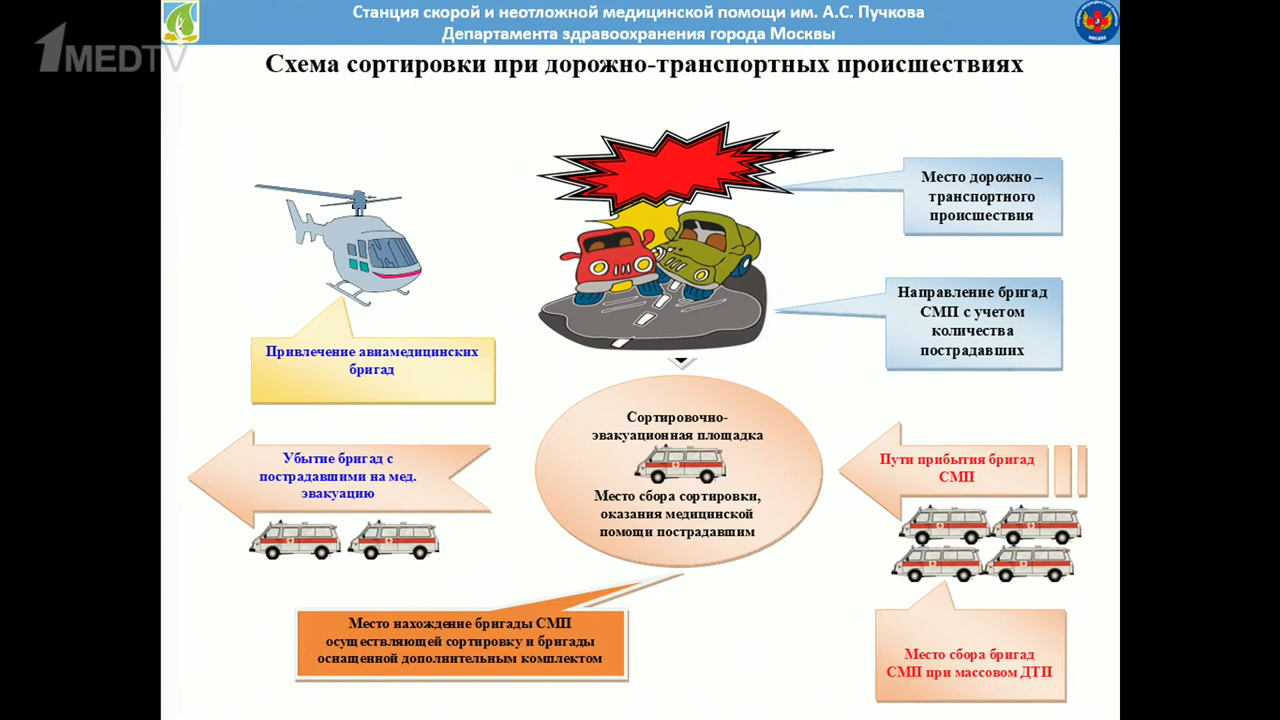 Станция скорой и неотложной медицинской помощи им. А.С. Пучкова
Департамента здравоохранения города Москвы
1MEDTV
Схема сортировки при дорожно-транспортных происшествиях
Место дорожно –
транспортного
происшествия
Направление бригад
СМП с учетом
количества
пострадавших
Привлечение авиамедицинских
бригад
Сортировочно-
эвакуационная площадка
Место сбора сортировки,
оказания медицинской
помощи пострадавшим
Убытие бригад с
пострадавшими на мед.
эвакуацию
Пути прибытия бригад
СМП
Место нахождение бригады СМП
осуществляющей сортировку и бригады
оснащенной дополнительным комплектом
Место сбора бригад
СМП при массовом ДТП